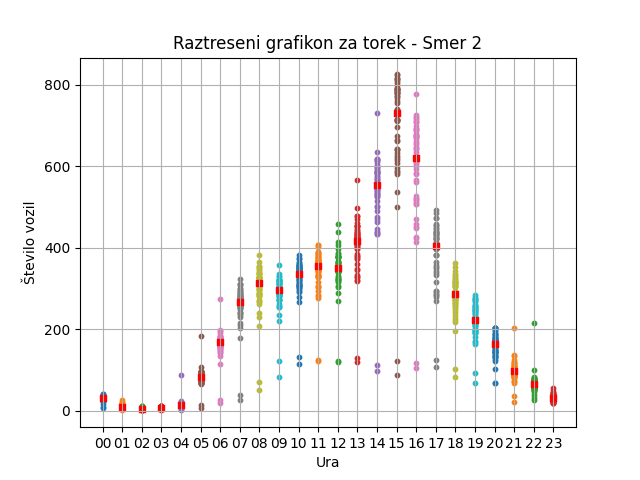 Raztreseni grafikon za torek - Smer 2
800
600
400
200
0
Število vozil
00 01 02 03 04 05 06 07 08 09 10 11 12 13 14 15 16 17 18 19 20 21 22 23
Ura